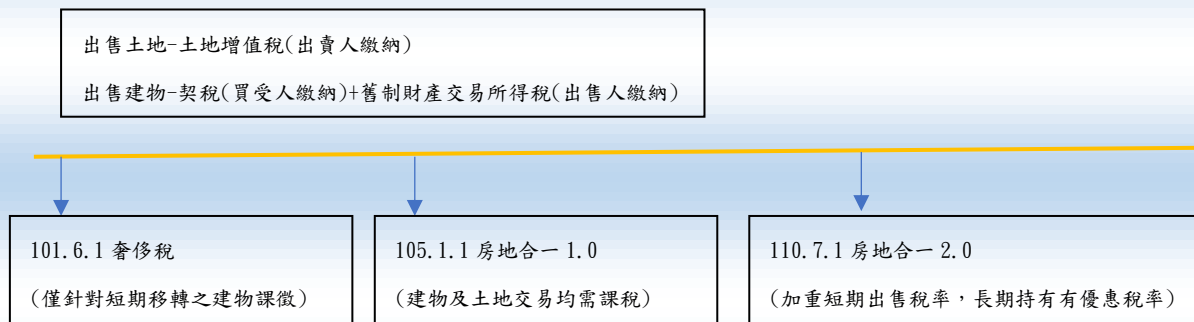 出售土地-土地增值稅(出賣人繳納)
出售建物-契稅(買受人繳納)+舊制財產交易所得稅(出售人繳納)
101.6.1 奢侈稅
(僅針對短期移轉之建物課徵)
105.1.1 房地合一 1.0
(建物及土地交易均需課稅)
110.7.1 房地合一 2.0
(加重短期出售稅率，長期持有有優惠稅率)